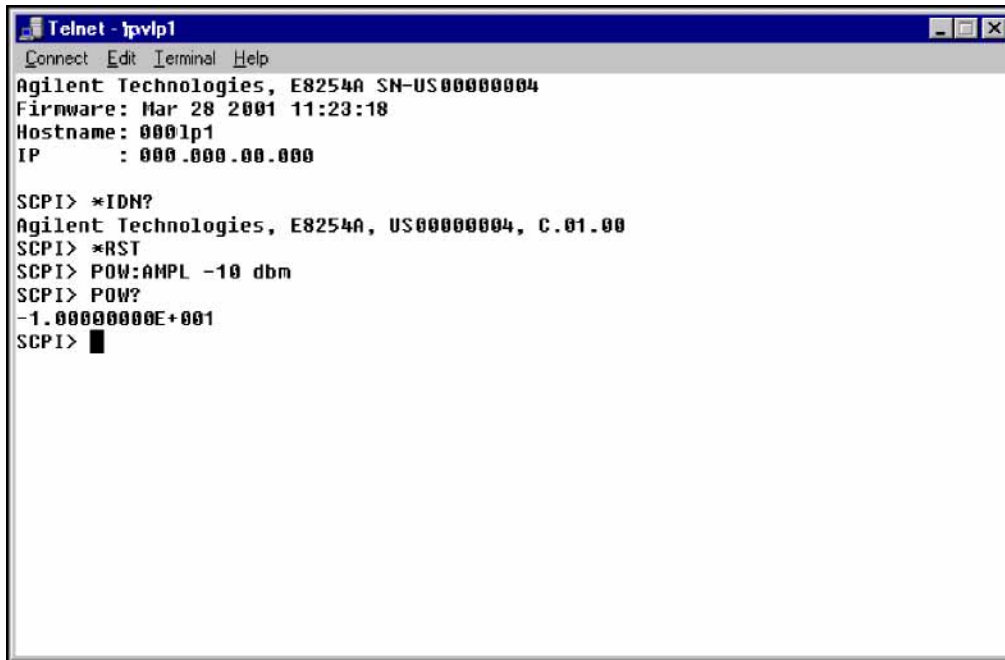 Telnet - tpvlp1
Connect Edit Terminal Help
Agilent Technologies, E8254A SN-US00000004
Firmware: Mar 28 2001 11:23:18
Hostname: 000lp1
IP : 000.000.00.000
SCPI> *IDN?
Agilent Technologies, E8254A, US00000004, C.01.00
SCPI> *RST
SCPI> POW:AMPL -10 dbm
SCPI> POW?
-1.00000000E+001
SCPI>